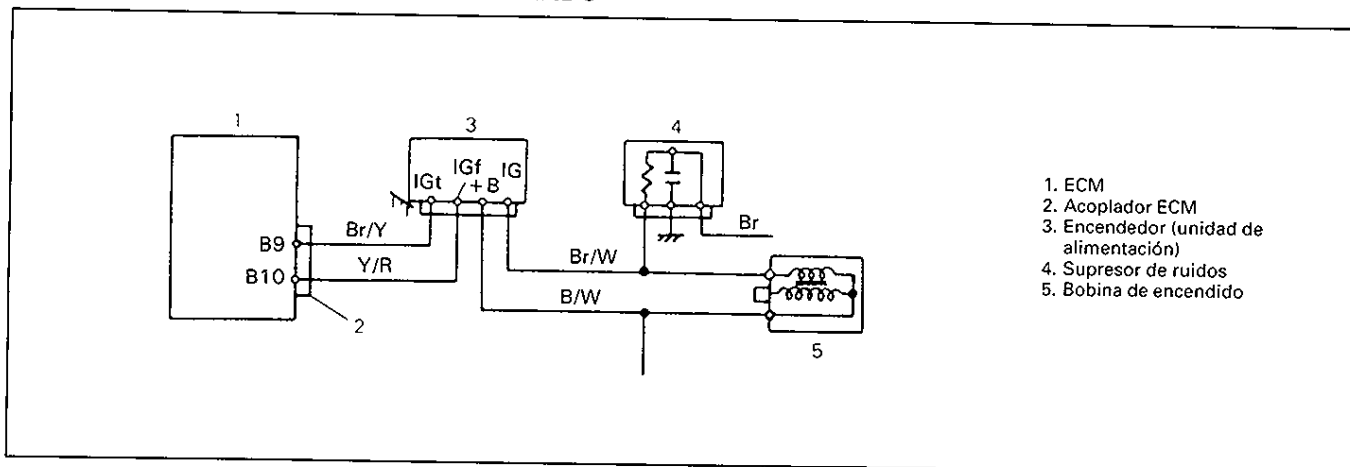 1
3
4
IGt
IGf
+B
IG
Br/Y
B9
Y/R
B10
2
Br
Br/W
B/W
5
1. ECM
2. Acoplador ECM
3. Encendedor (unidad de
alimentación)
4. Supresor de ruidos
5. Bobina de encendido